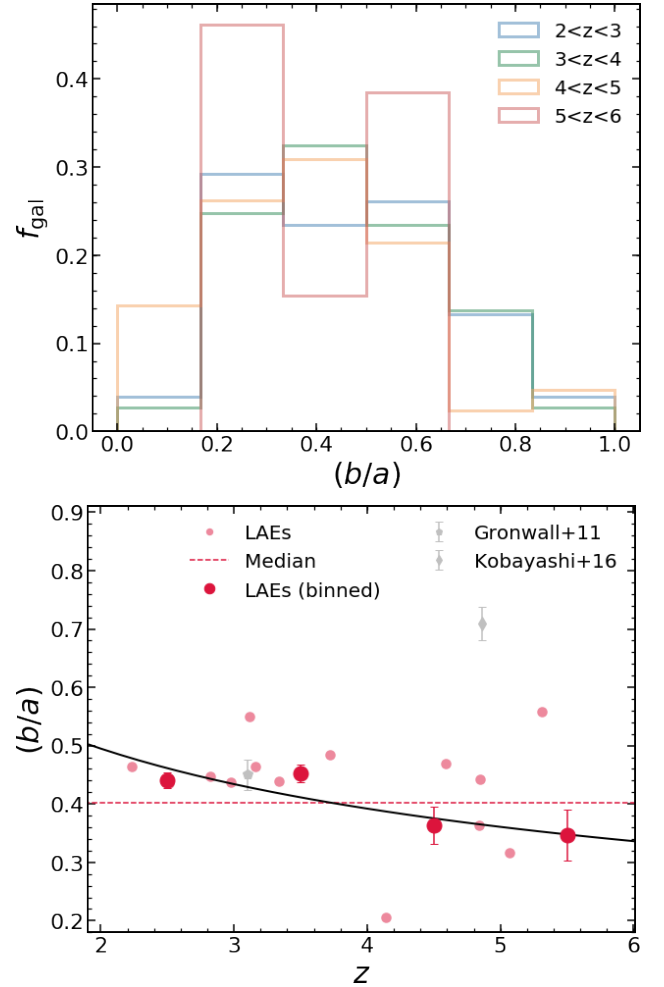 2<z<3
3<z<4
4<z<5
5<z<6
0.4
0.3
0.2
0.1
0.0
f_gal
0.0 0.2 0.4 0.6 0.8 1.0
(b/a)
0.9
0.8
0.7
0.6
0.5
0.4
0.3
0.2
(b/a)
LAEs
Median
LAEs (binned)
Gronwall+11
Kobayashi+16
2 3 4 5 6
z